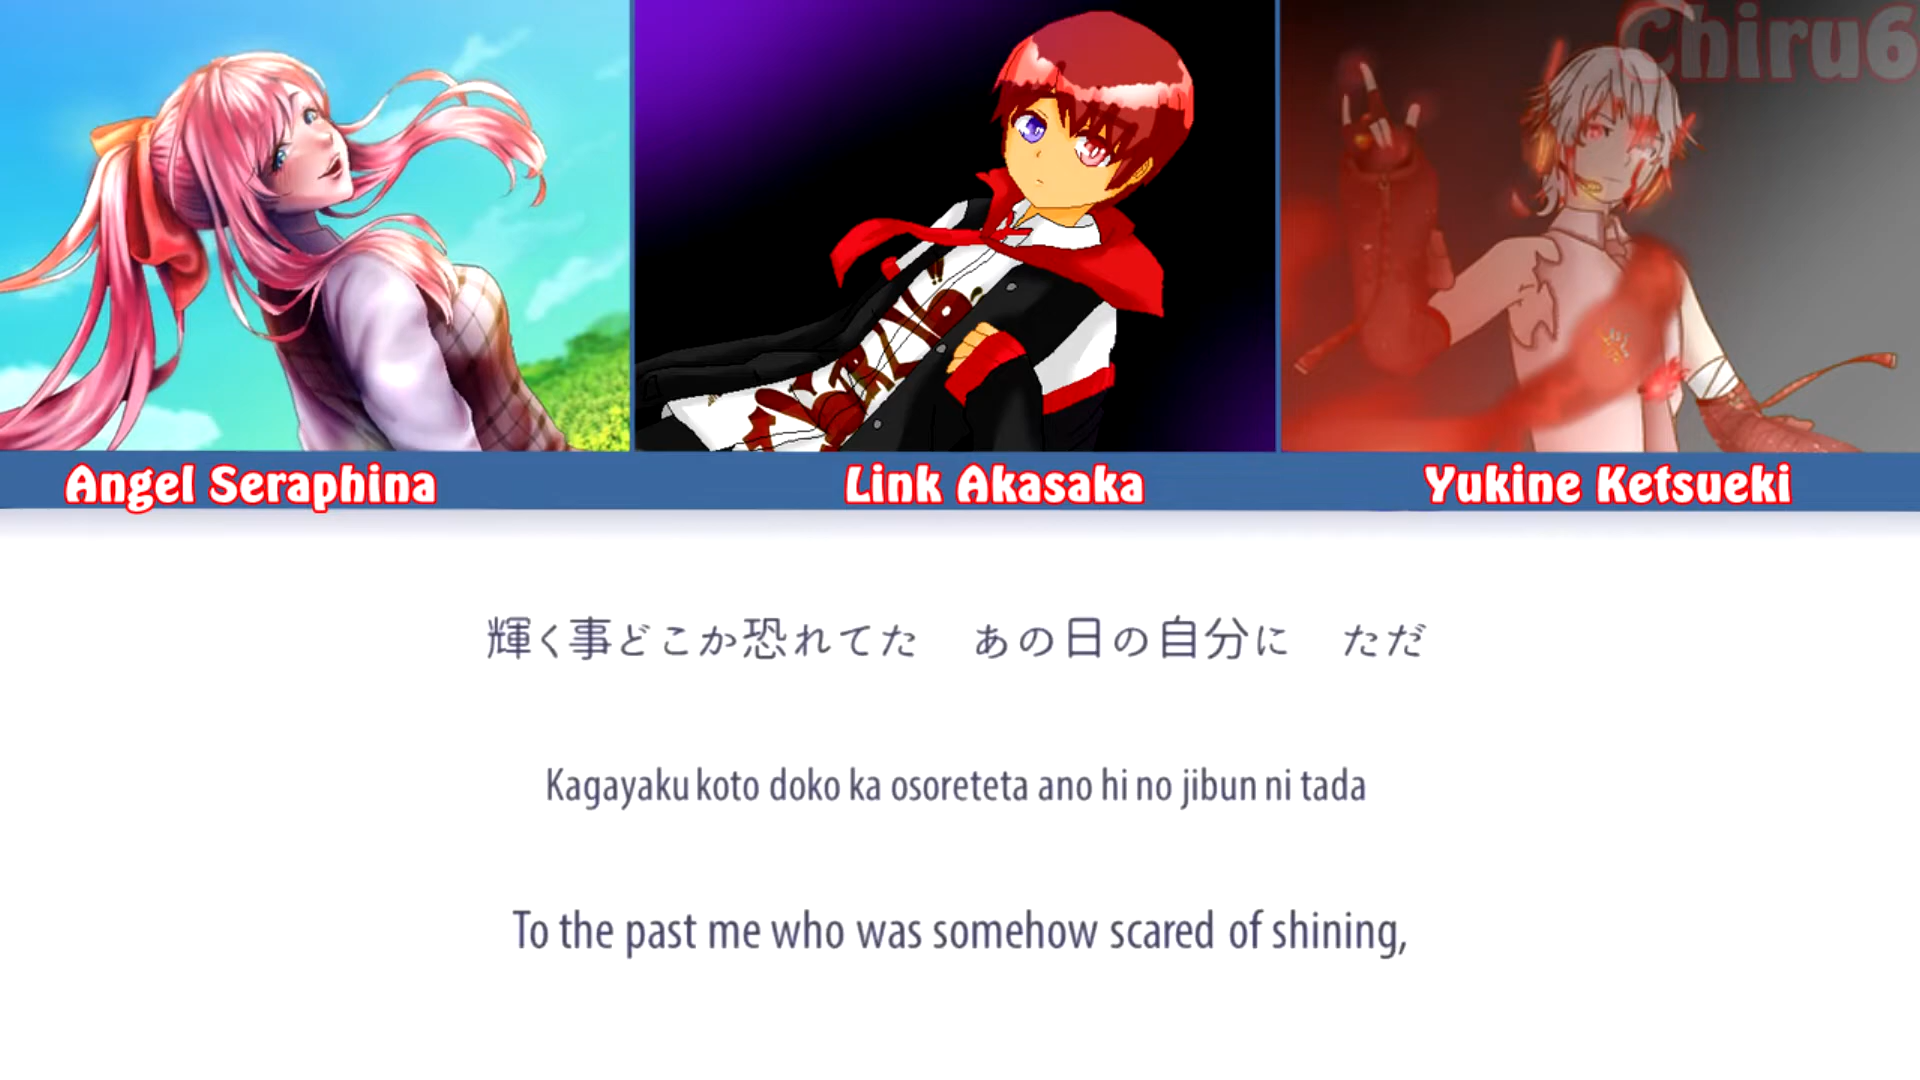 Chiru6
Angel Seraphina
Link Akasaka
Yukine Ketsueki
輝く事どこか恐れてた　あの日の自分に　ただ
Kagayaku koto doko ka osoreteta ano hi no jibun ni tada
To the past me who was somehow scared of shining,